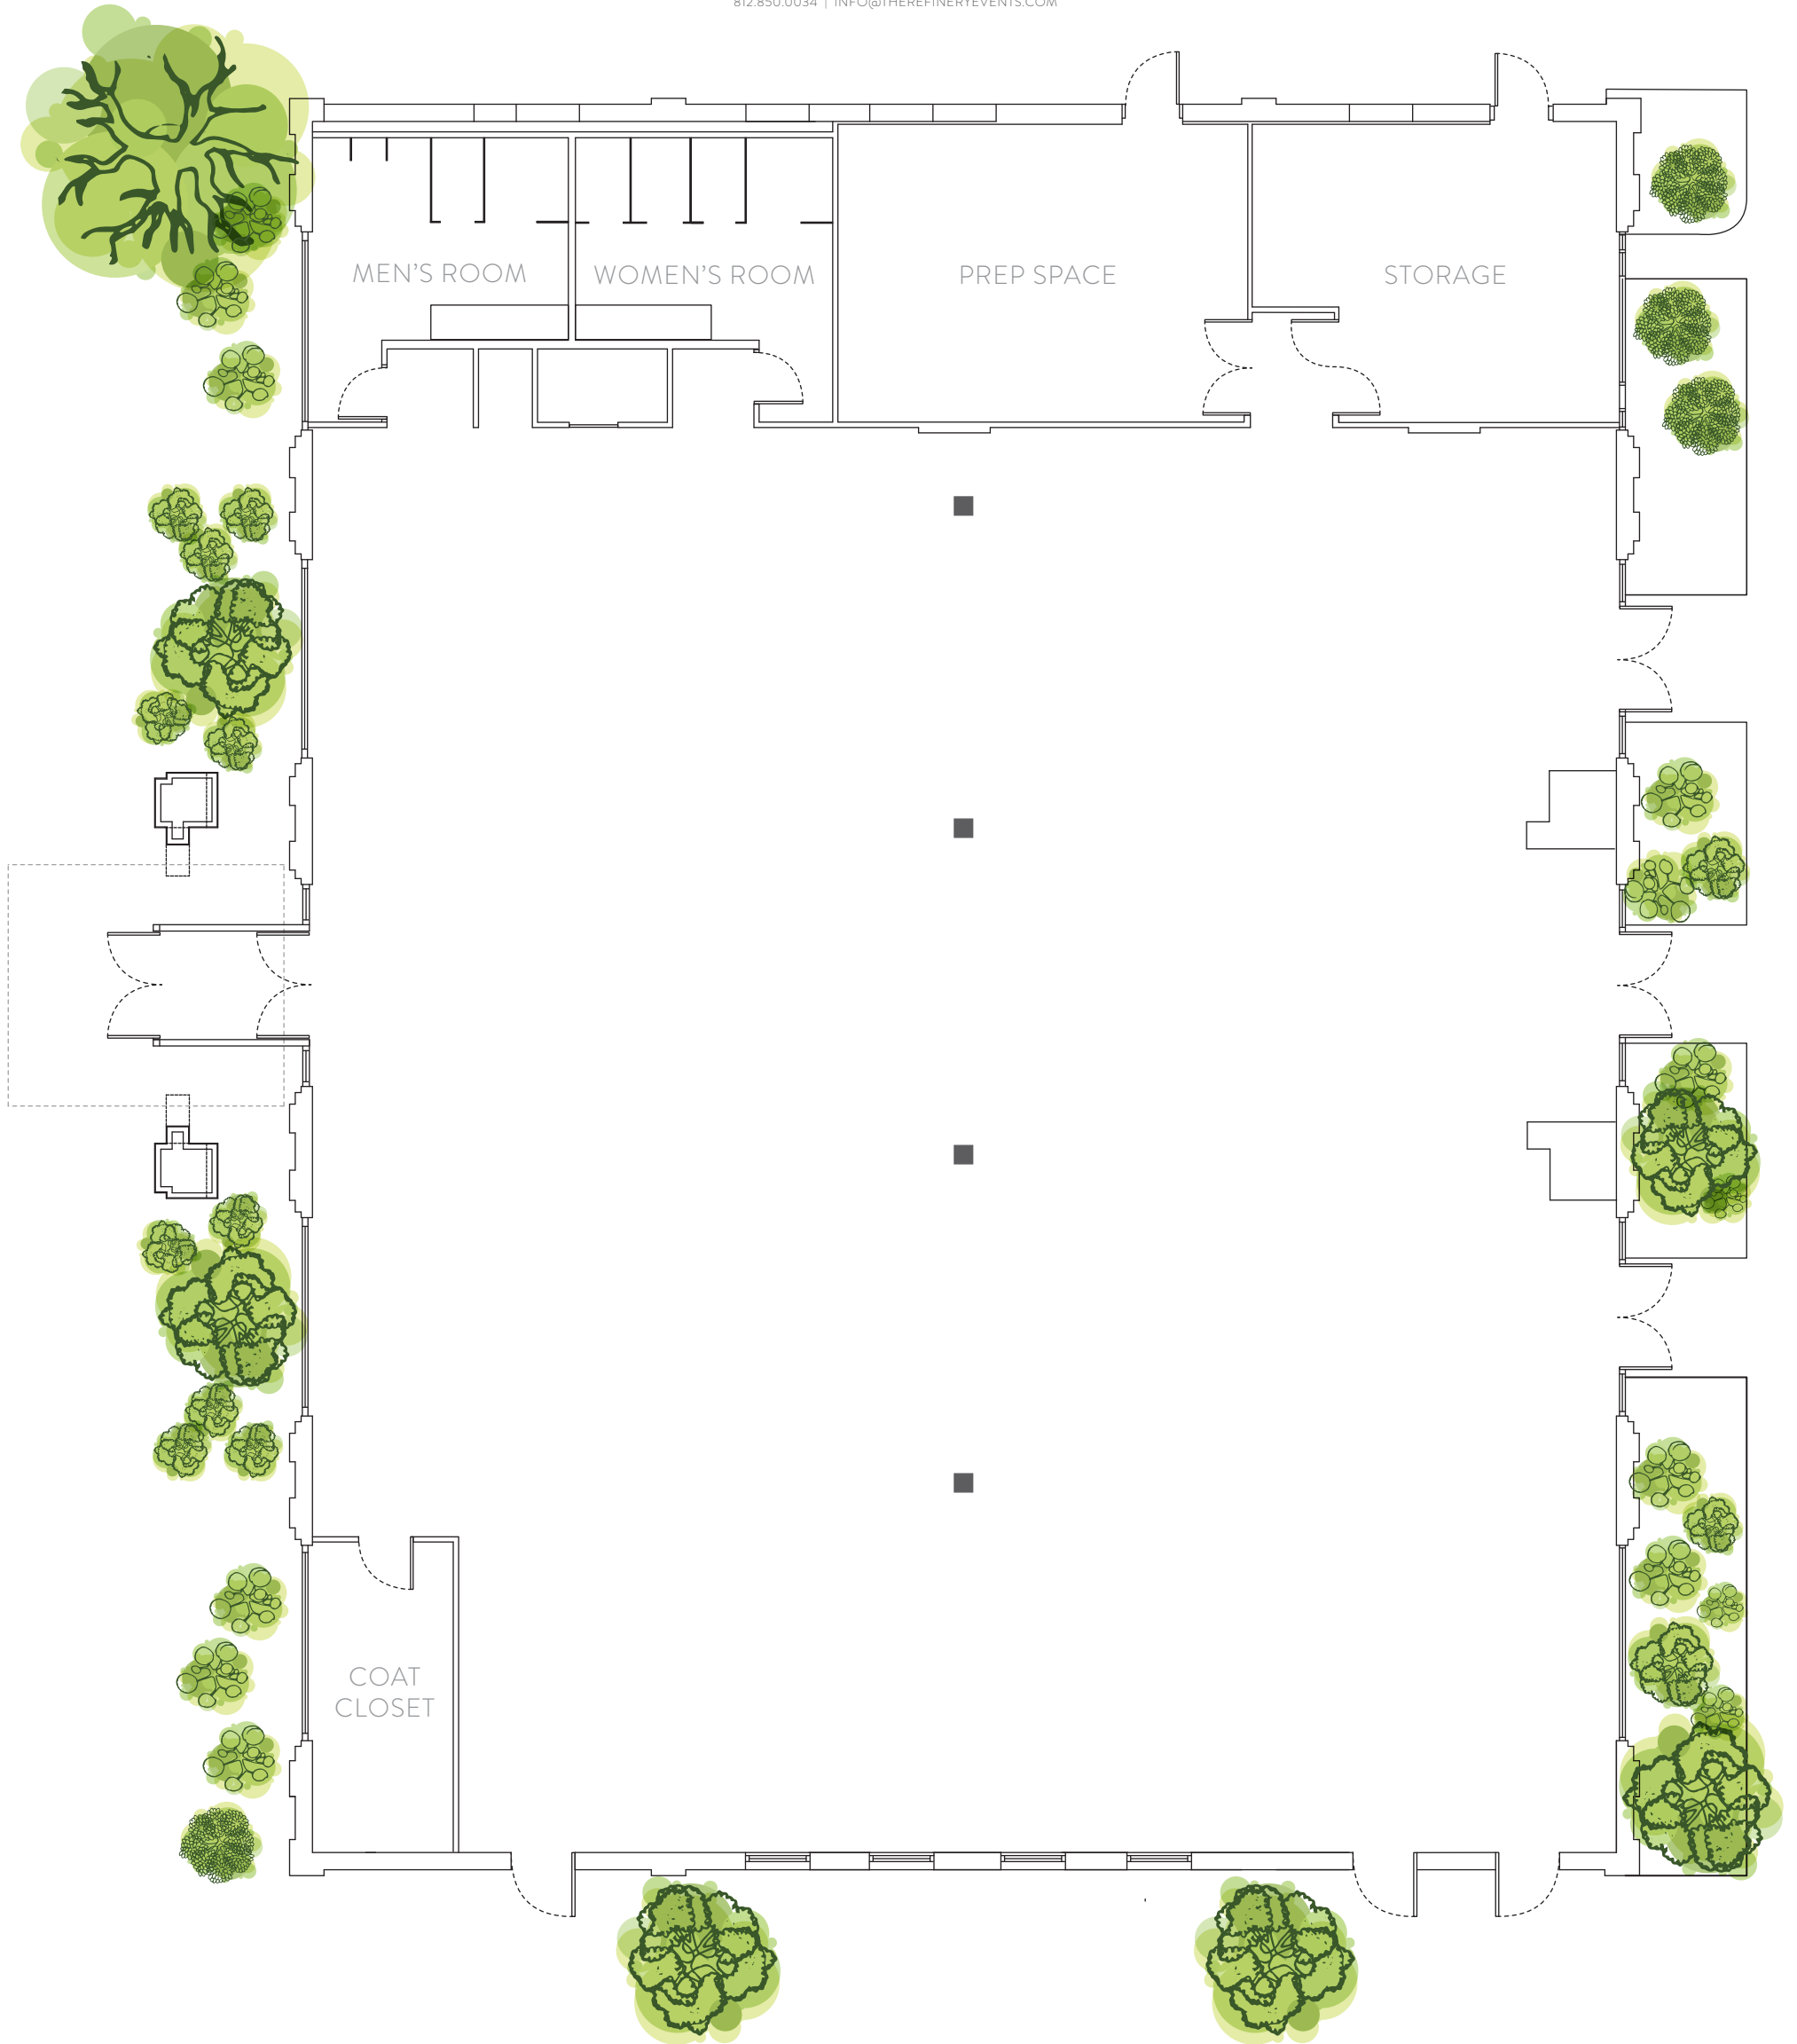 812.850.0034 | INFO@THEREFINERYEVENTS.COM
MEN'S ROOM
WOMEN'S ROOM
PREP SPACE
STORAGE
COAT
CLOSET